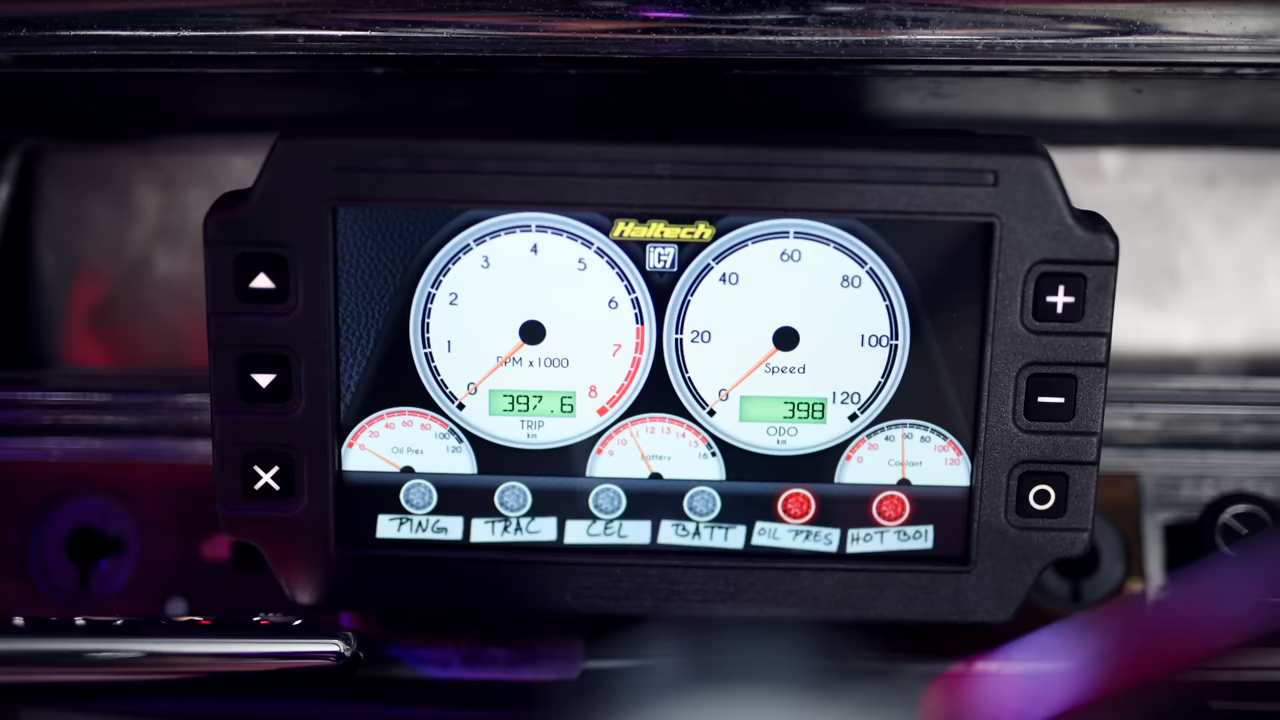 Haltech
iC-7
0 1 2 3 4 5 6 7 8
RPM x1000
397.6
TRIP
km
0 20 40 60 80 100 120
Speed
398
ODO
km
0 20 40 60 80 100 120
Oil Pres
9 10 11 12 13 14 15 16
Battery
0 20 40 60 80 100 120
Coolant
PING
TRAC
CEL
BATT
OIL PRES
HOT BOI